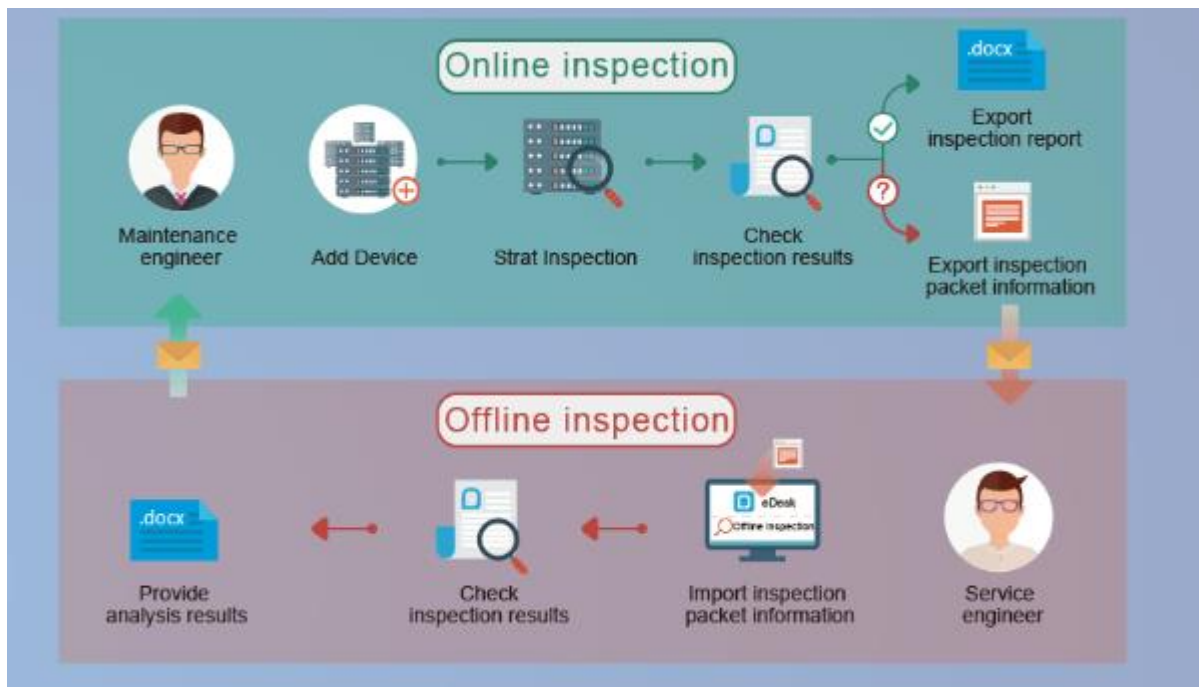 Online inspection
.docx
Export
inspection report
Maintenance
engineer
Add Device
Strat Inspection
Check
inspection results
?
Export inspection
packet information
Offline inspection
.docx
eDesk
Offline Inspection
Provide
analysis results
Check
inspection results
Import inspection
packet information
Service
engineer